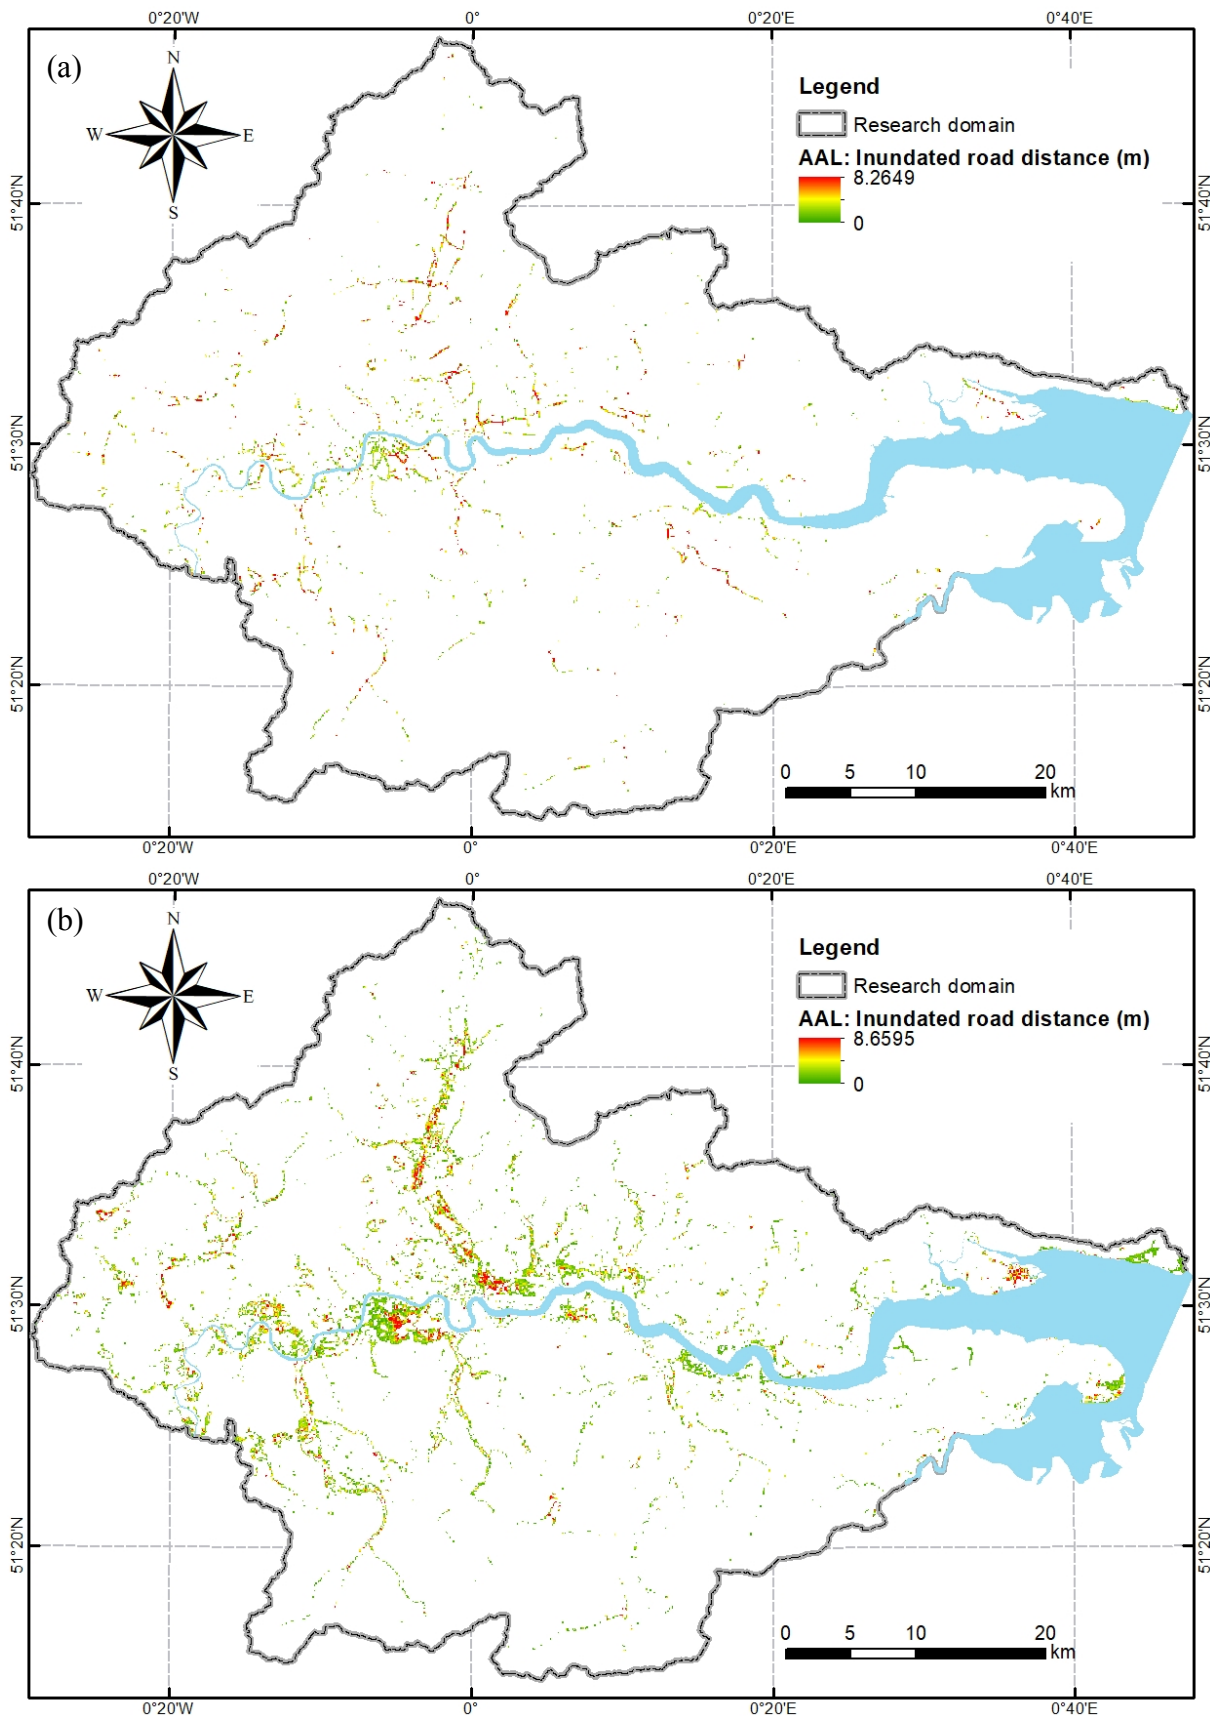 0°20'W 0° 0°20'E 0°40'E
(a)
N
W E
S
Legend
Research domain
AAL: Inundated road distance (m)
8.2649
0
51°40'N 51°40'N
51°30'N 51°30'N
51°20'N 51°20'N
0 5 10 20
km
0°20'W 0° 0°20'E 0°40'E
0°20'W 0° 0°20'E 0°40'E
(b)
N
W E
S
Legend
Research domain
AAL: Inundated road distance (m)
8.6595
0
51°40'N 51°40'N
51°30'N 51°30'N
51°20'N 51°20'N
0 5 10 20
km
0°20'W 0° 0°20'E 0°40'E